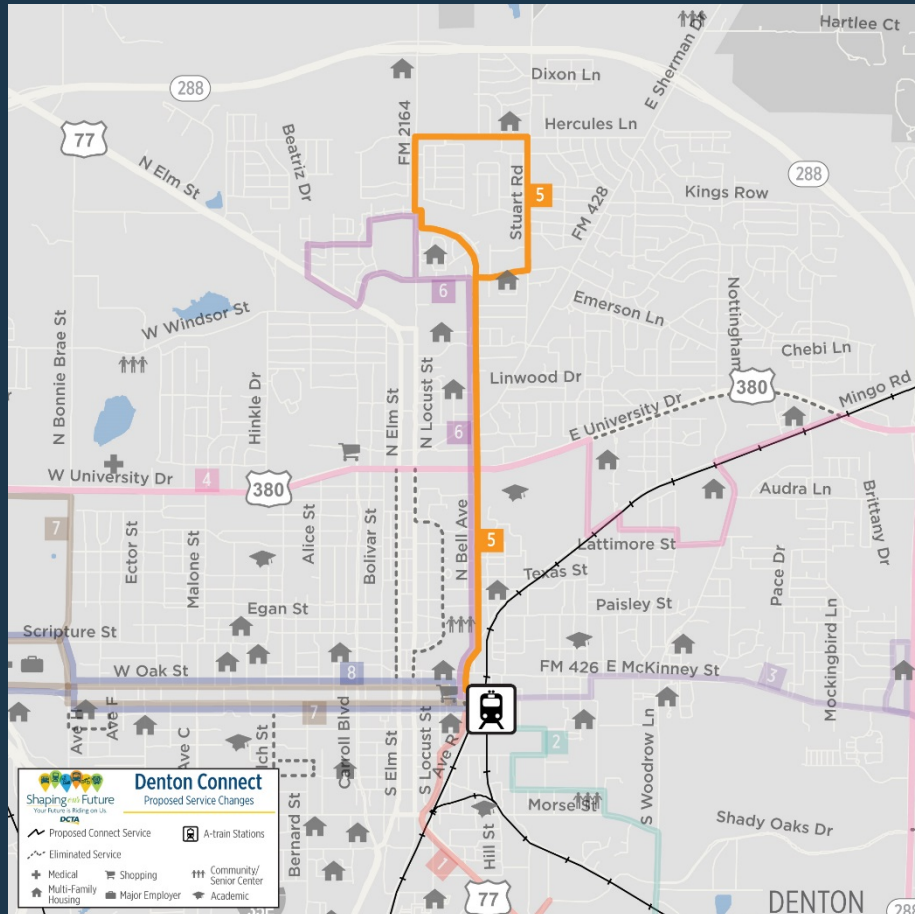 Hartlee Ct
E Sherman Dr
Dixon Ln
288
Hercules Ln
77
FM 2164
Beatriz Dr
N Elm St
288
Stuart Rd
5
Kings Row
FM 428
6
Emerson Ln
Nottingham
W Windsor St
N Bonnie Brae St
Chebi Ln
N Locust St
Linwood Dr
380
Mingo Rd
Hinkle Dr
N Elm St
E University Dr
6
W University Dr
4
380
Audra Ln
Brittany Dr
7
Ector St
Malone St
Alice St
Bolivar St
N Bell Ave
5
Lattimore St
Texas St
Pace Dr
Egan St
Paisley St
Scripture St
W Oak St
8
FM 426
E McKinney St
3
Mockingbird Ln
Ave H
Ave F
7
Ave C
Carroll Blvd
S Elm St
S Locust St
Ave R
2
S Woodrow Ln
lch St
Bernard St
Morse St
Shady Oaks Dr
Hill St
1
77
DENTON
288
Shaping our Future
Your Future is Riding on Us
DCTA
Denton Connect
Proposed Service Changes
Proposed Connect Service
A-train Stations
Eliminated Service
Medical
Shopping
Community/
Senior Center
Multi-Family
Housing
Major Employer
Academic